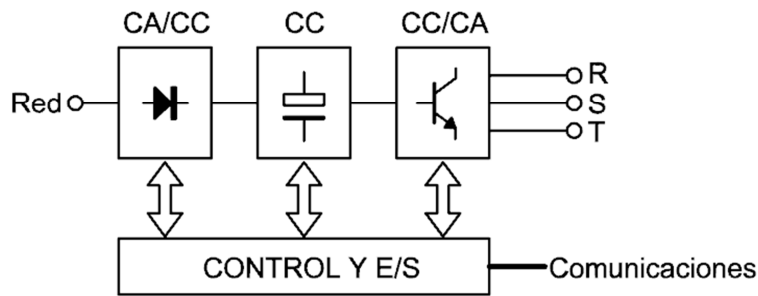 CA/CC CC CC/CA
Red
R
S
T
CONTROL Y E/S
Comunicaciones